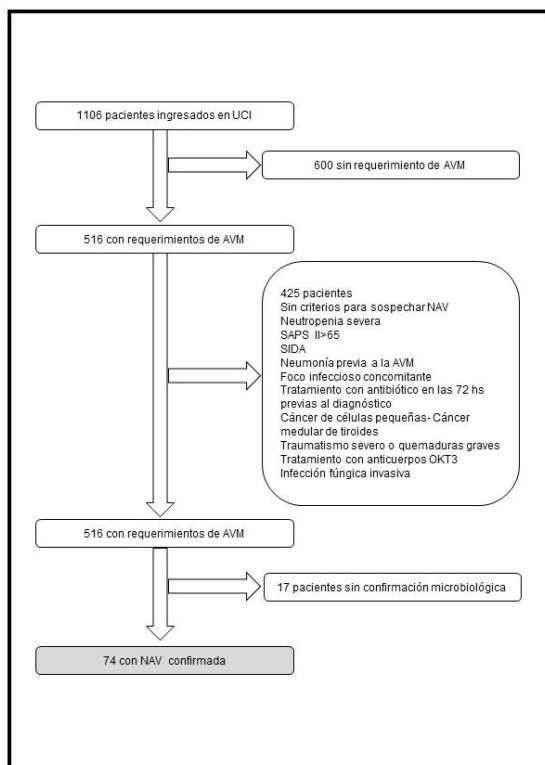 1106 pacientes ingresados en UCI
600 sin requerimiento de AVM
516 con requerimientos de AVM
425 pacientes
Sin criterios para sospechar NAV
Neutropenia severa
SAPS II>65
SIDA
Neumonía previa a la AVM
Foco infeccioso concomitante
Tratamiento con antibiótico en las 72 hs
previas al diagnóstico
Cáncer de células pequeñas- Cáncer
medular de tiroides
Traumatismo severo o quemaduras graves
Tratamiento con anticuerpos OKT3
Infección fúngica invasiva
516 con requerimientos de AVM
17 pacientes sin confirmación microbiológica
74 con NAV confirmada